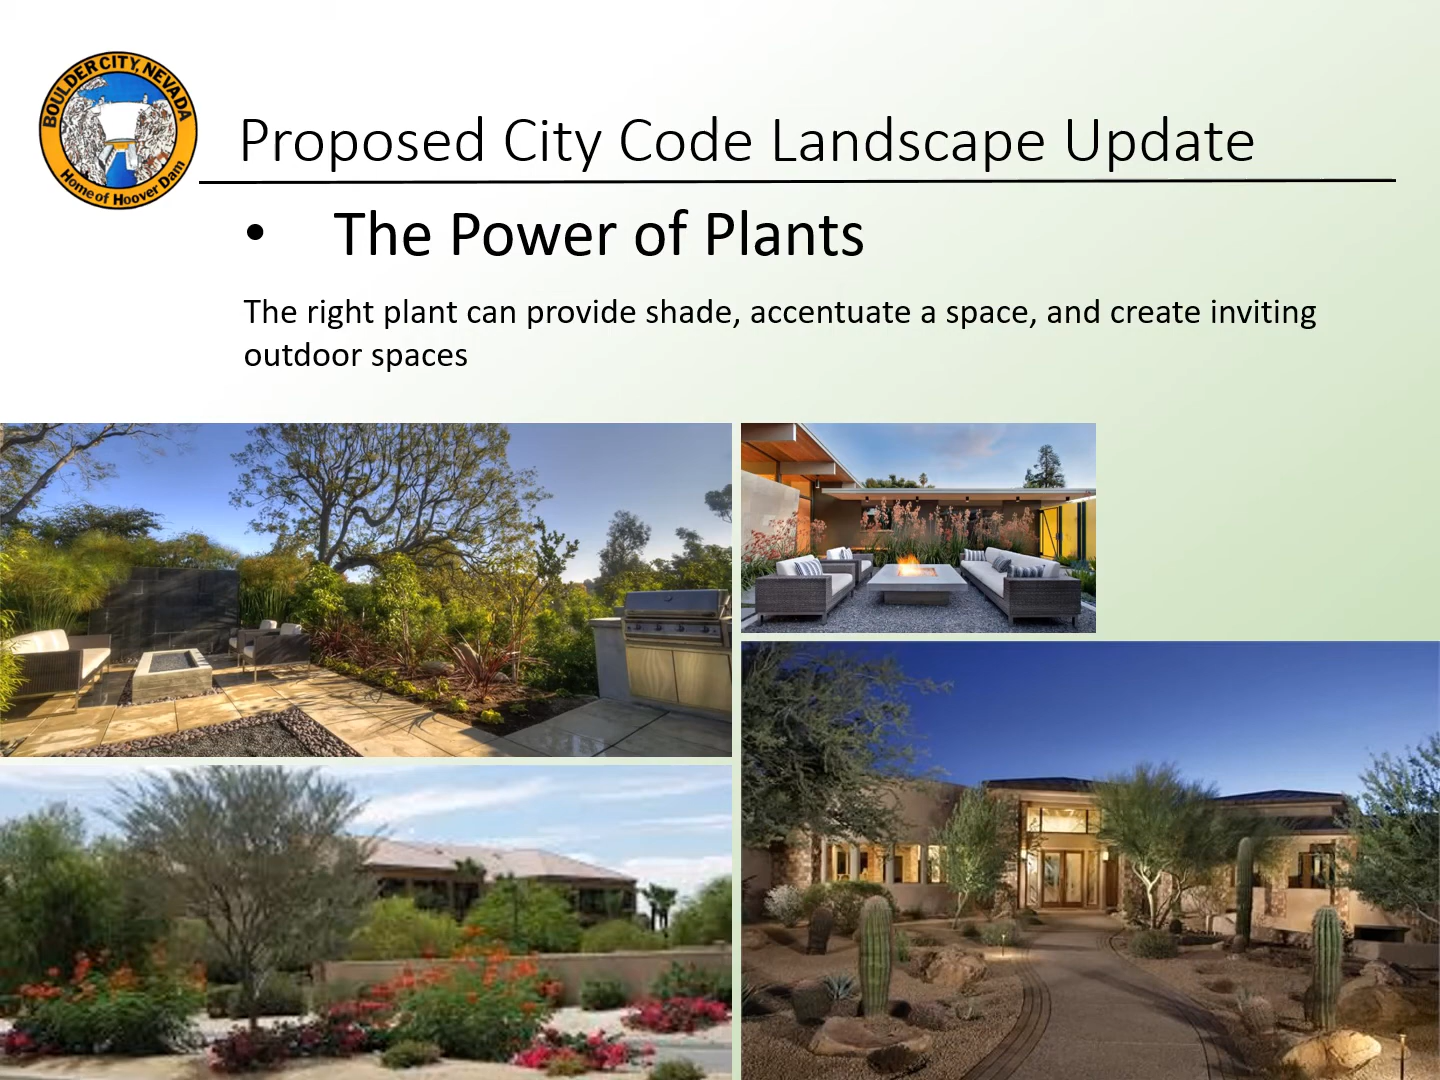 BOULDER CITY, NEVADA
Home of Hoover Dam
Proposed City Code Landscape Update
• The Power of Plants
The right plant can provide shade, accentuate a space, and create inviting
outdoor spaces